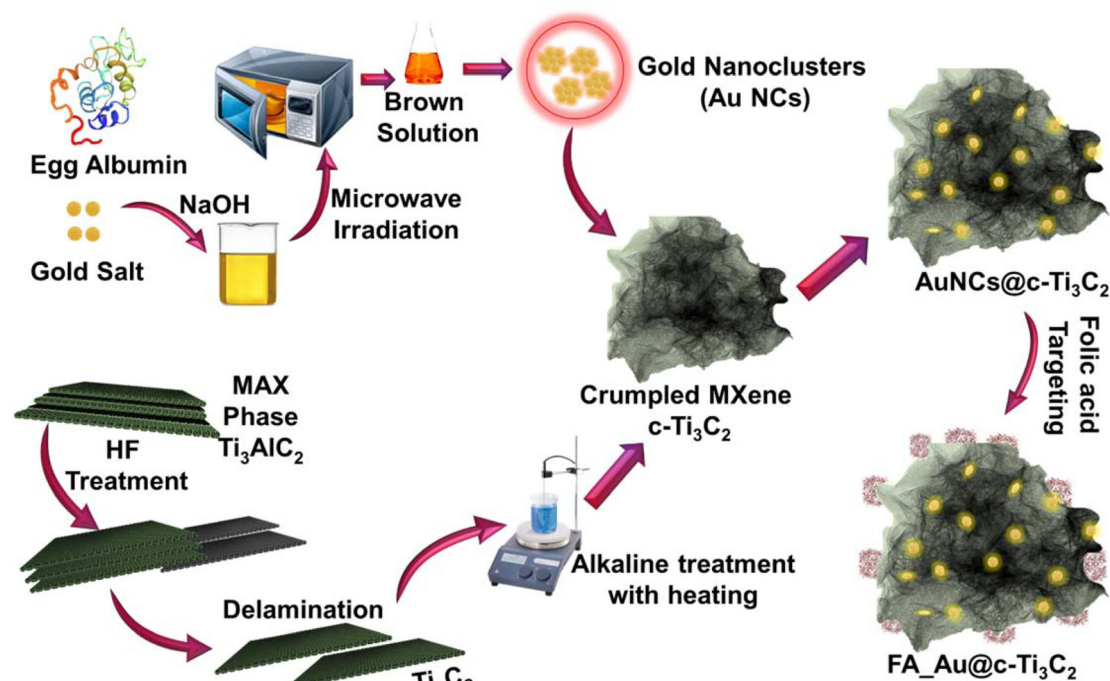 Egg Albumin
Gold Salt
NaOH
Microwave
Irradiation
Brown
Solution
Gold Nanoclusters
(Au NCs)
AuNCs@c-Ti₃C₂
Folic acid
Targeting
FA_Au@c-Ti₃C₂
Crumpled MXene
c-Ti₃C₂
MAX
Phase
Ti₃AlC₂
HF
Treatment
Delamination
Alkaline treatment
with heating